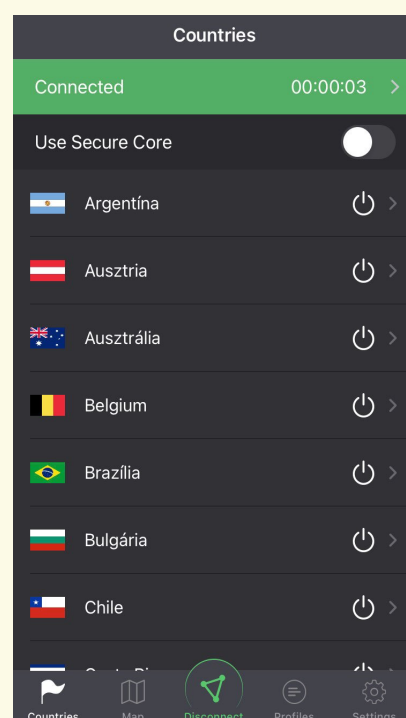 Countries
Connected 00:00:03
Use Secure Core
Argentína
Ausztria
Ausztrália
Belgium
Brazília
Bulgária
Chile
Countries Map Disconnect Profiles Settings